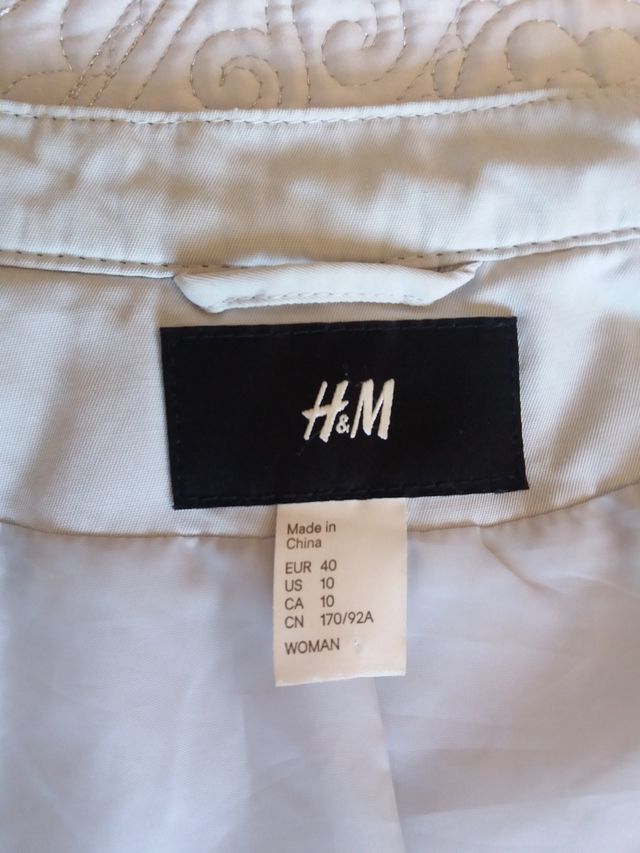 H&M
Made in
China
EUR 40
US 10
CA 10
CN 170/92A
WOMAN